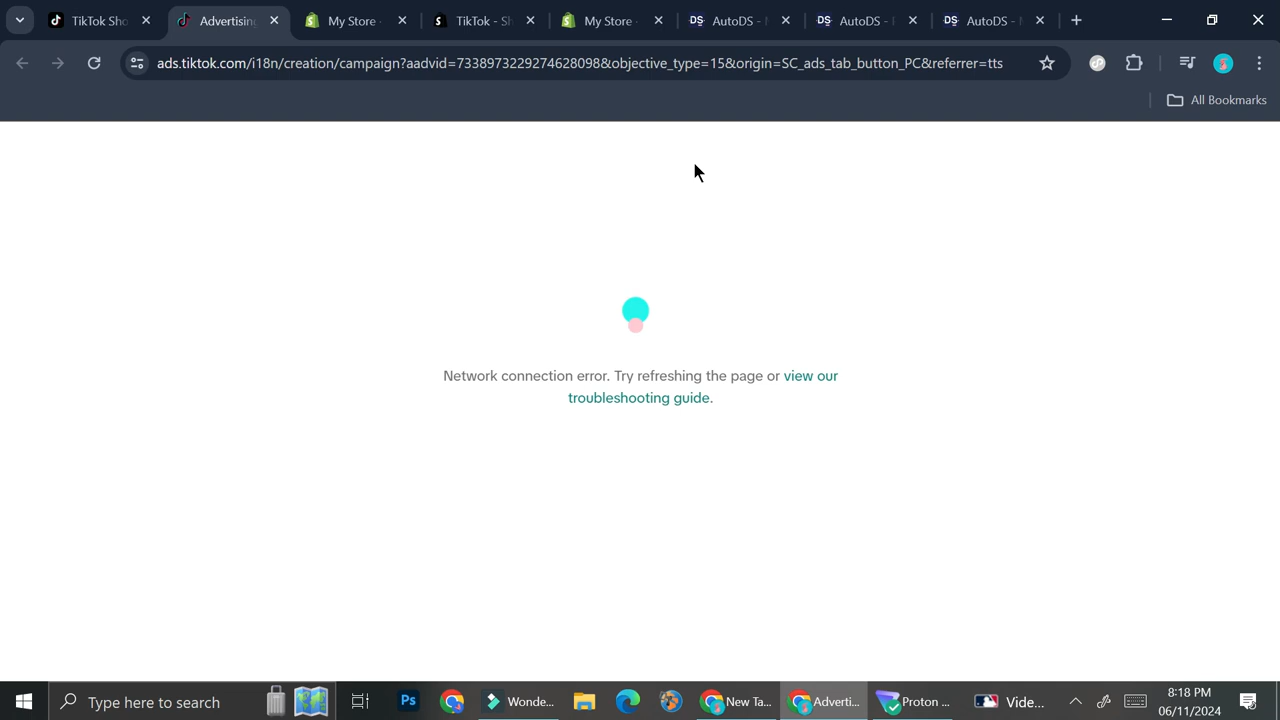 TikTok Sho
Advertising
My Store -
TikTok - Sh
My Store -
AutoDS - M
AutoDS - F
AutoDS - M
ads.tiktok.com/i18n/creation/campaign?aadvid=7338973229274628098&objective_type=15&origin=SC_ads_tab_button_PC&referrer=tts
All Bookmarks
Network connection error. Try refreshing the page or view our
troubleshooting guide.
Type here to search
Ps
Wonde...
New Ta...
Adverti...
Proton ...
Vide...
8:18 PM
06/11/2024